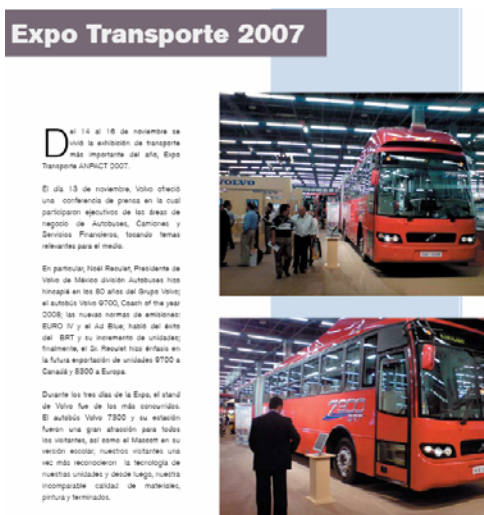 Expo Transporte 2007
Del 14 al 16 de noviembre se
vivió la exhibición de transporte
más importante del año, Expo
Transporte ANPACT 2007.
El día 13 de noviembre, Volvo ofreció
una conferencia de prensa en la cual
participaron ejecutivos de las áreas de
negocio de Autobuses, Camiones y
Servicios Financieros, tocando temas
relevantes para el medio.
En particular, Noël Reculet, Presidente de
Volvo de México división Autobuses hizo
hincapié en los 80 años del Grupo Volvo;
el autobús Volvo 9700, Coach of the year
2008; las nuevas normas de emisiones:
EURO IV y el Ad Blue; habló del éxito
del BRT y su incremento de unidades;
finalmente, el Sr. Reculet hizo énfasis en
la futura exportación de unidades 9700 a
Canadá y 8300 a Europa.
Durante los tres días de la Expo, el stand
de Volvo fue de los más concurridos.
El autobús Volvo 7300 y su estación
fueron una gran atracción para todos
los visitantes, así como el Mascott en su
versión escolar, nuestros visitantes una
vez más reconocieron la tecnología de
nuestras unidades y desde luego, nuestra
incomparable calidad de materiales,
pintura y terminados.
VOLVO
7300
BRT